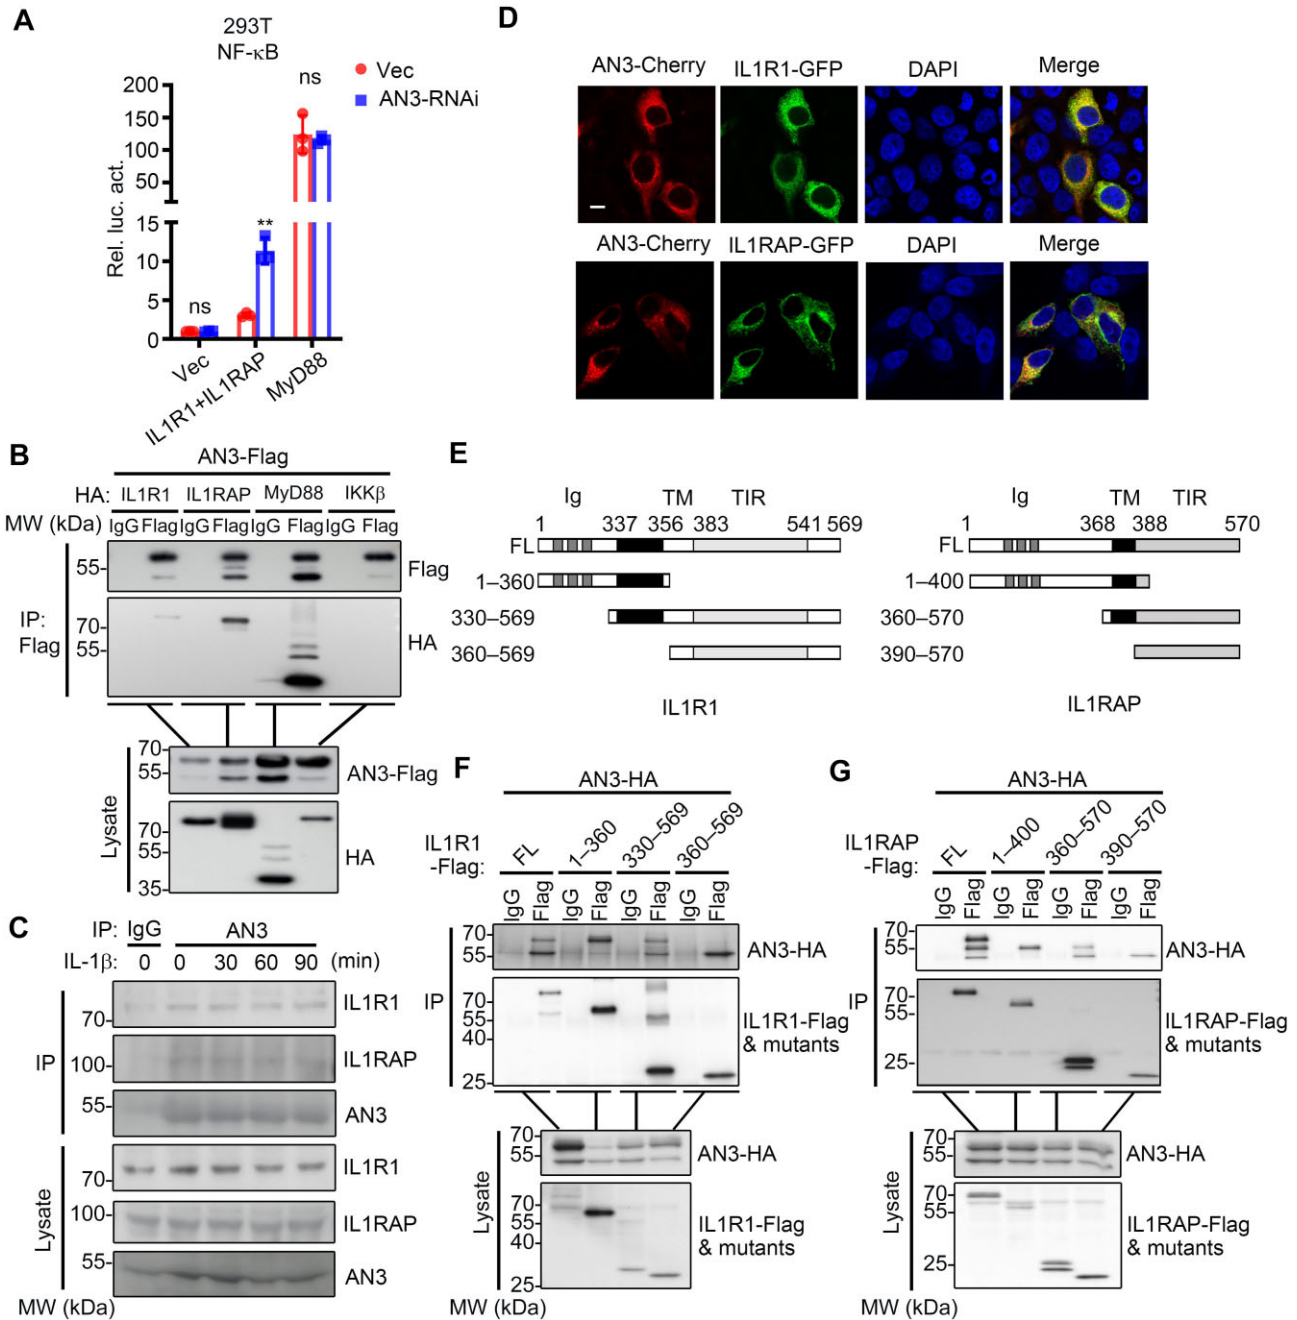 A
293T
NF-κB
Vec
AN3-RNAi
Rel. luc. act.
200
150
100
50
15
10
5
0
ns
**
ns
Vec
IL1R1+IL1RAP
MyD88
B
AN3-Flag
HA: IL1R1 IL1RAP MyD88 IKKβ
MW (kDa) IgG Flag IgG Flag IgG Flag IgG Flag
IP:
Flag
55-
Flag
70-
55-
HA
Lysate
70-
55-
AN3-Flag
70-
55-
35-
HA
C
IP: IgG AN3
IL-1β: 0 0 30 60 90 (min)
IP
70-
IL1R1
100-
IL1RAP
55-
AN3
Lysate
70-
IL1R1
100-
IL1RAP
55-
AN3
MW (kDa)
D
AN3-Cherry IL1R1-GFP DAPI Merge
AN3-Cherry IL1RAP-GFP DAPI Merge
E
Ig TM TIR
1 337 356 383 541 569
FL
1–360
330–569
360–569
IL1R1
Ig TM TIR
1 368 388 570
FL
1–400
360–570
390–570
IL1RAP
F
AN3-HA
IL1R1
-Flag:
FL 1–360 330–569 360–569
IgG Flag IgG Flag IgG Flag IgG Flag
IP
70-
55-
AN3-HA
70-
55-
40-
25-
IL1R1-Flag
& mutants
Lysate
70-
55-
AN3-HA
70-
55-
40-
25-
IL1R1-Flag
& mutants
MW (kDa)
G
AN3-HA
IL1RAP
-Flag:
FL 1–400 360–570 390–570
IgG Flag IgG Flag IgG Flag IgG Flag
IP
70-
55-
AN3-HA
70-
55-
25-
IL1RAP-Flag
& mutants
Lysate
70-
55-
AN3-HA
70-
55-
25-
IL1RAP-Flag
& mutants
MW (kDa)